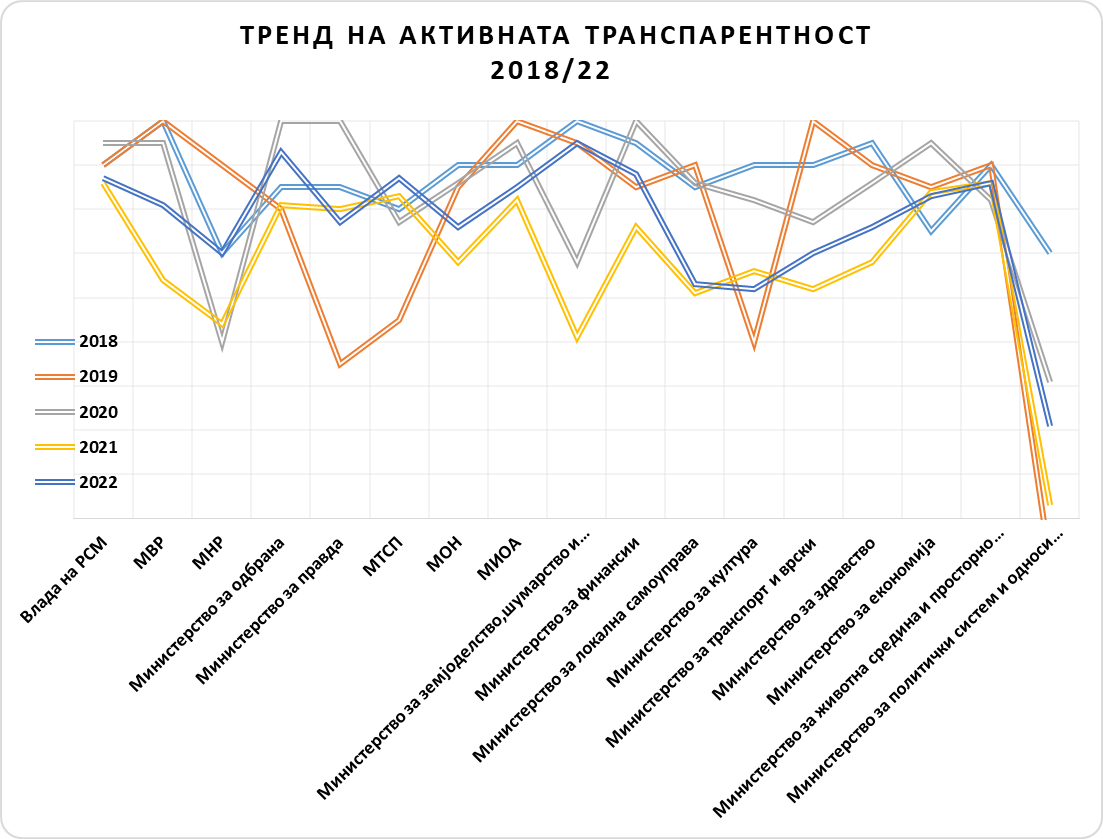 ТРЕНД НА АКТИВНАТА ТРАНСПАРЕНТНОСТ
2018/22
2018
2019
2020
2021
2022
Влада на РСМ
МВР
МНР
Министерство за одбрана
Министерство за правда
МТСП
МОН
МИОА
Министерство за земјоделство,шумарство и...
Министерство за финансии
Министерство за локална самоуправа
Министерство за култура
Министерство за транспорт и врски
Министерство за здравство
Министерство за економија
Министерство за животна средина и просторно...
Министерство за политички систем и односи...